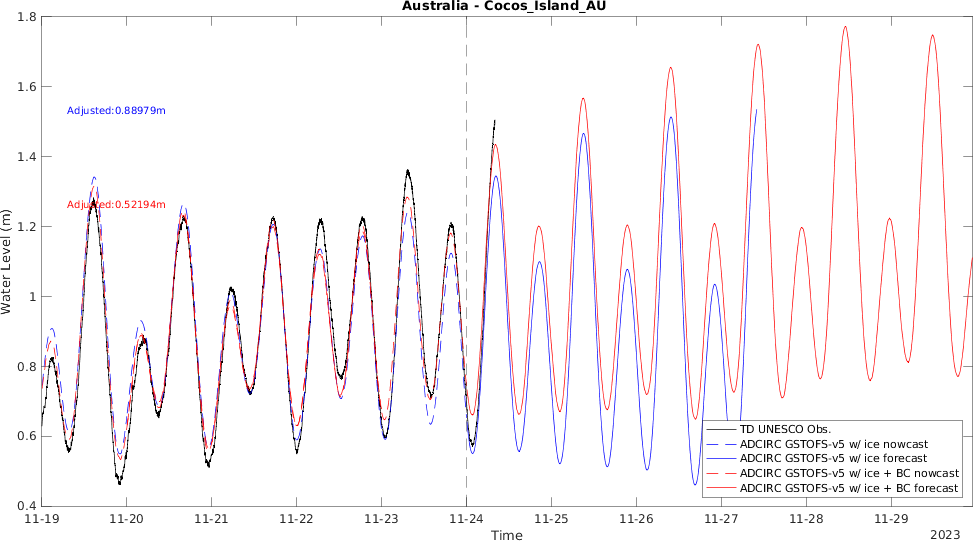 Australia - Cocos_Island_AU
1.8
1.6
1.4
1.2
1
0.8
0.6
0.4
Water Level (m)
Adjusted:0.88979m
Adjusted:0.52194m
TD UNESCO Obs.
ADCIRC GSTOFS-v5 w/ ice nowcast
ADCIRC GSTOFS-v5 w/ ice forecast
ADCIRC GSTOFS-v5 w/ ice + BC nowcast
ADCIRC GSTOFS-v5 w/ ice + BC forecast
11-19 11-20 11-21 11-22 11-23 11-24 11-25 11-26 11-27 11-28 11-29
Time
2023